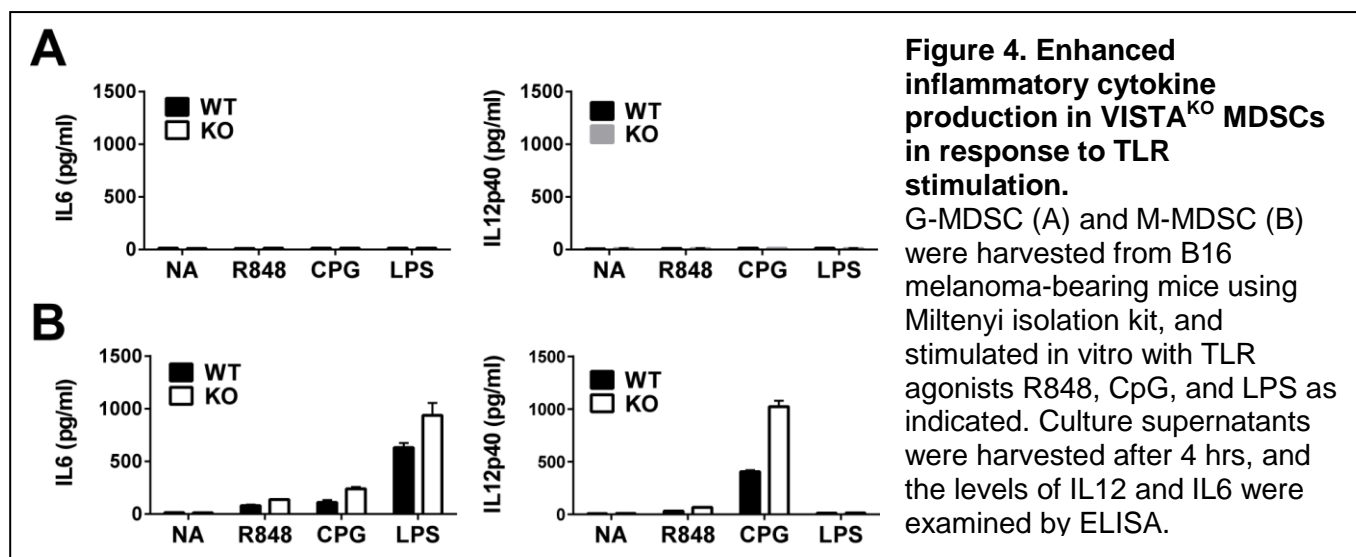 A
IL6 (pg/ml)
1500
1000
500
0
WT
KO
NA R848 CPG LPS
IL12p40 (pg/ml)
1500
1000
500
0
WT
KO
NA R848 CPG LPS
B
IL6 (pg/ml)
1500
1000
500
0
WT
KO
NA R848 CPG LPS
IL12p40 (pg/ml)
1500
1000
500
0
WT
KO
NA R848 CPG LPS
Figure 4. Enhanced
inflammatory cytokine
production in VISTAᴷᴼ MDSCs
in response to TLR
stimulation.
G-MDSC (A) and M-MDSC (B)
were harvested from B16
melanoma-bearing mice using
Miltenyi isolation kit, and
stimulated in vitro with TLR
agonists R848, CpG, and LPS as
indicated. Culture supernatants
were harvested after 4 hrs, and
the levels of IL12 and IL6 were
examined by ELISA.